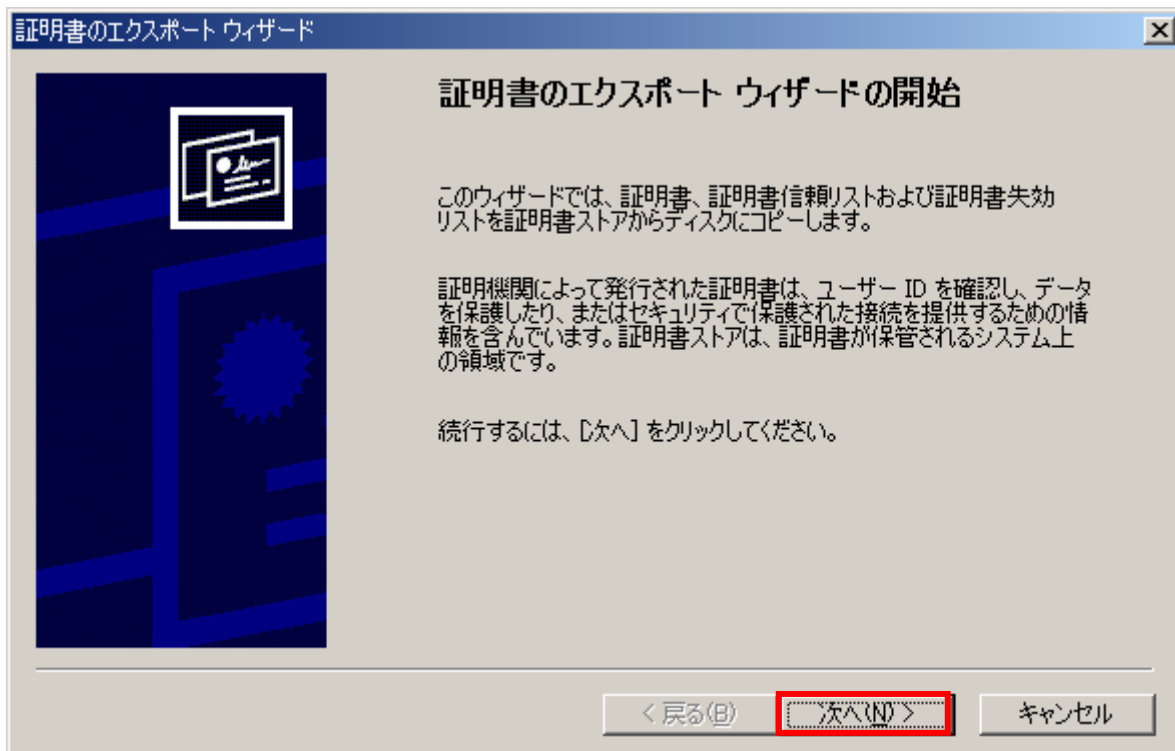 証明書のエクスポート ウィザード
証明書のエクスポート ウィザードの開始
このウィザードでは、証明書、証明書信頼リストおよび証明書失効
リストを証明書ストアからディスクにコピーします。
証明機関によって発行された証明書は、ユーザー ID を確認し、データ
を保護したり、またはセキュリティで保護された接続を提供するための情
報を含んでいます。証明書ストアは、証明書が保管されるシステム上
の領域です。
続行するには、[次へ] をクリックしてください。
< 戻る(B) 次へ(N) > キャンセル